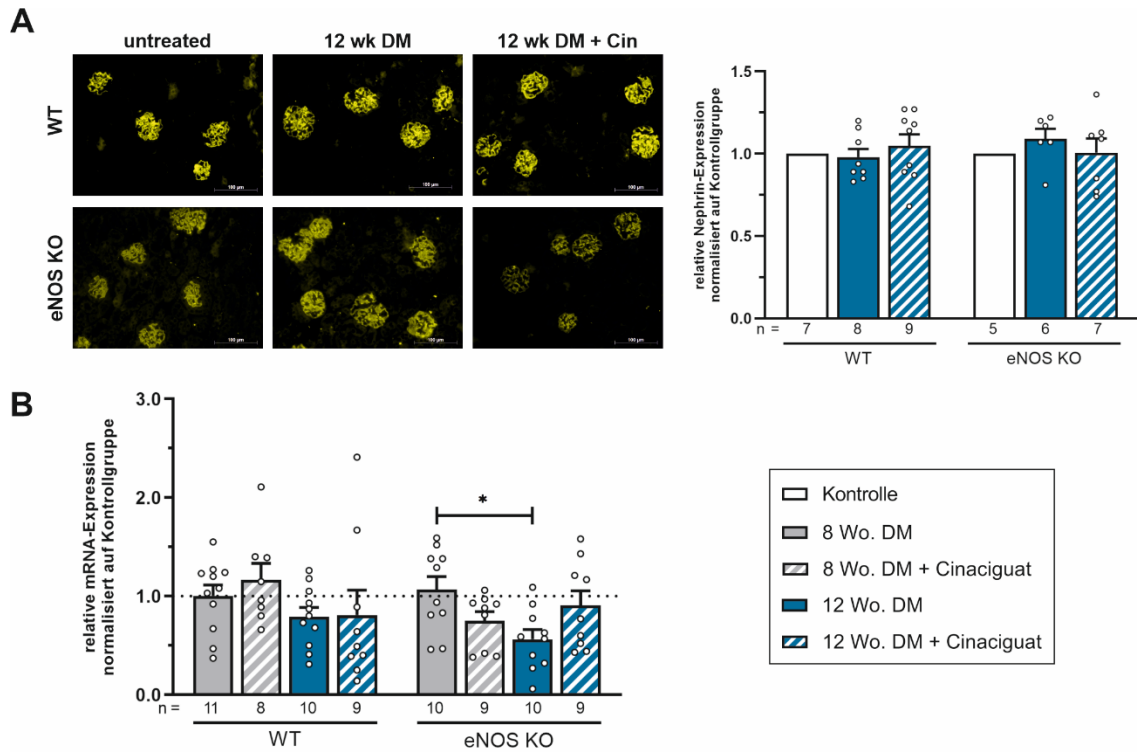 A
untreated
12 wk DM
12 wk DM + Cin
WT
100 µm
100 µm
100 µm
eNOS KO
100 µm
100 µm
100 µm
relative Nephrin-Expression
normalisiert auf Kontrollgruppe
1.5
1.0
0.5
0.0
n = 7 8 9 5 6 7
WT eNOS KO
B
relative mRNA-Expression
normalisiert auf Kontrollgruppe
3.0
2.0
1.0
0.0
*
n = 11 8 10 9 10 9 10 9
WT eNOS KO
Kontrolle
8 Wo. DM
8 Wo. DM + Cinaciguat
12 Wo. DM
12 Wo. DM + Cinaciguat